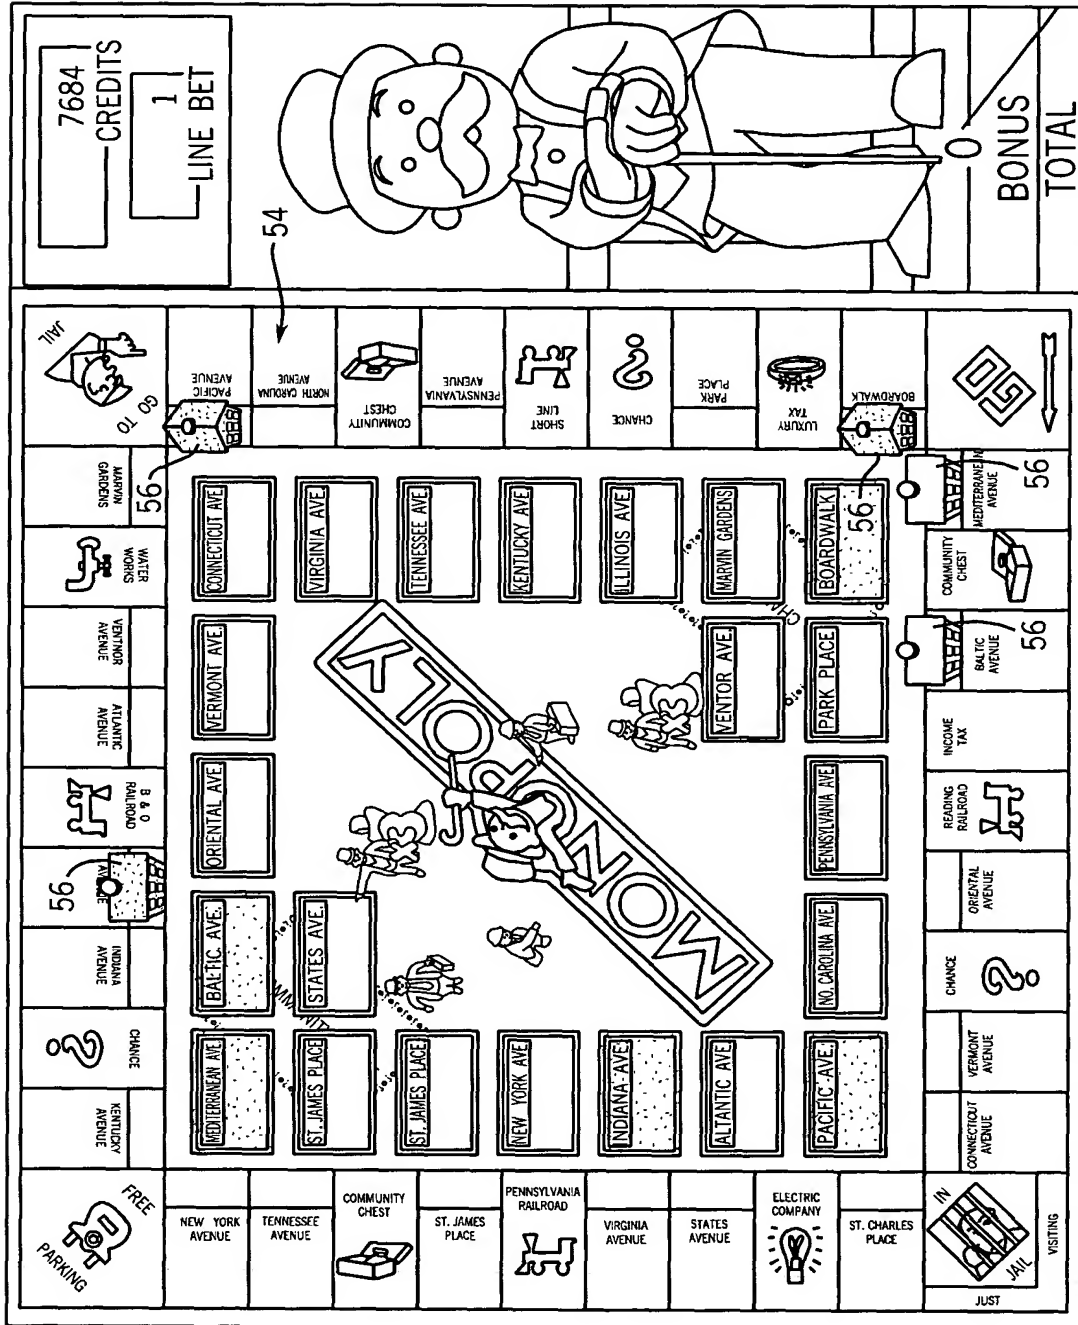 7684
CREDITS
1
LINE BET
54
0
BONUS
TOTAL
GO TO
JAIL
PACIFIC
AVENUE
NORTH CAROLINA
AVENUE
COMMUNITY
CHEST
PENNSYLVANIA
AVENUE
SHORT
LINE
CHANCE
PARK
PLACE
LUXURY
TAX
BOARDWALK
GO
56
56
56
56
56
MARVIN
GARDENS
WATER
WORKS
VENTNOR
AVENUE
ATLANTIC
AVENUE
B & O
RAILROAD
INDIANA
AVENUE
CHANCE
KENTUCKY
AVENUE
FREE
PARKING
CONNECTICUT AVE.
VIRGINIA AVE.
TENNESSEE AVE
KENTUCKY AVE
ILLINOIS AVE.
MARVIN GARDENS
BOARDWALK
VERMONT AVE.
VENTOR AVE.
PARK PLACE
ORIENTAL AVE
PENNSYLVANIA AVE.
BALTIC AVE.
STATES AVE.
NO. CAROLINA AVE.
MEDITERRANEAN AVE.
ST. JAMES PLACE
ST. JAMES PLACE
NEW YORK AVE
INDIANA AVE.
ALTANTIC AVE
PACIFIC AVE.
MONOPOLY
X3
X3
MEDITERRANEAN
AVENUE
COMMUNITY
CHEST
BALTIC
AVENUE
INCOME
TAX
READING
RAILROAD
ORIENTAL
AVENUE
CHANCE
VERMONT
AVENUE
CONNECTICUT
AVENUE
NEW YORK
AVENUE
TENNESSEE
AVENUE
COMMUNITY
CHEST
ST. JAMES
PLACE
PENNSYLVANIA
RAILROAD
VIRGINIA
AVENUE
STATES
AVENUE
ELECTRIC
COMPANY
ST. CHARLES
PLACE
IN
JAIL
JUST
VISITING